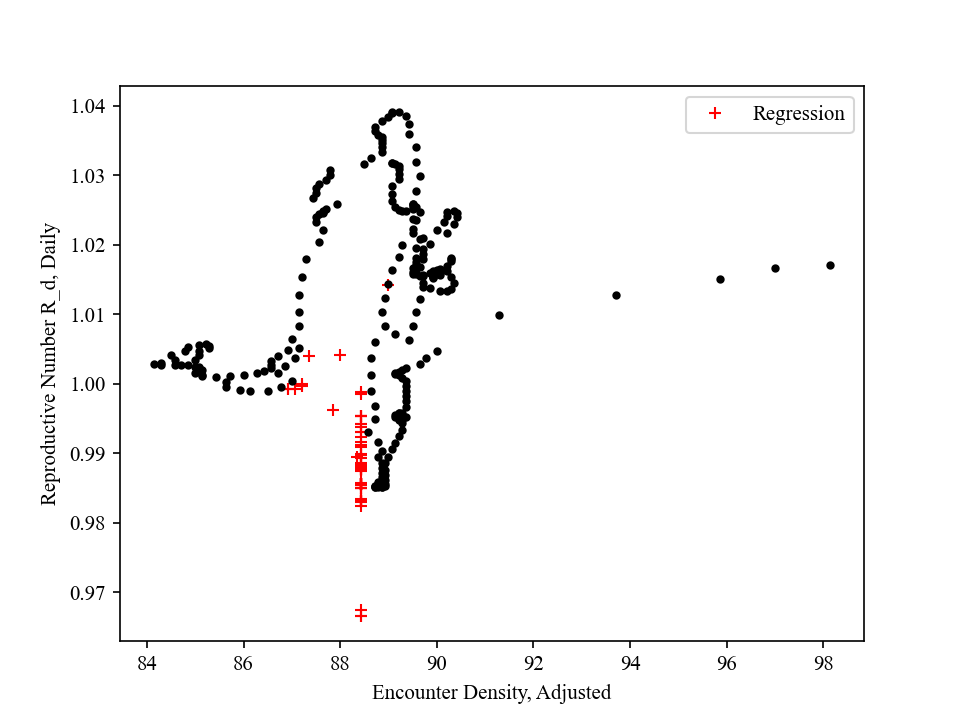 Regression
1.04
1.03
1.02
1.01
1.00
0.99
0.98
0.97
Reproductive Number R_d, Daily
84 86 88 90 92 94 96 98
Encounter Density, Adjusted